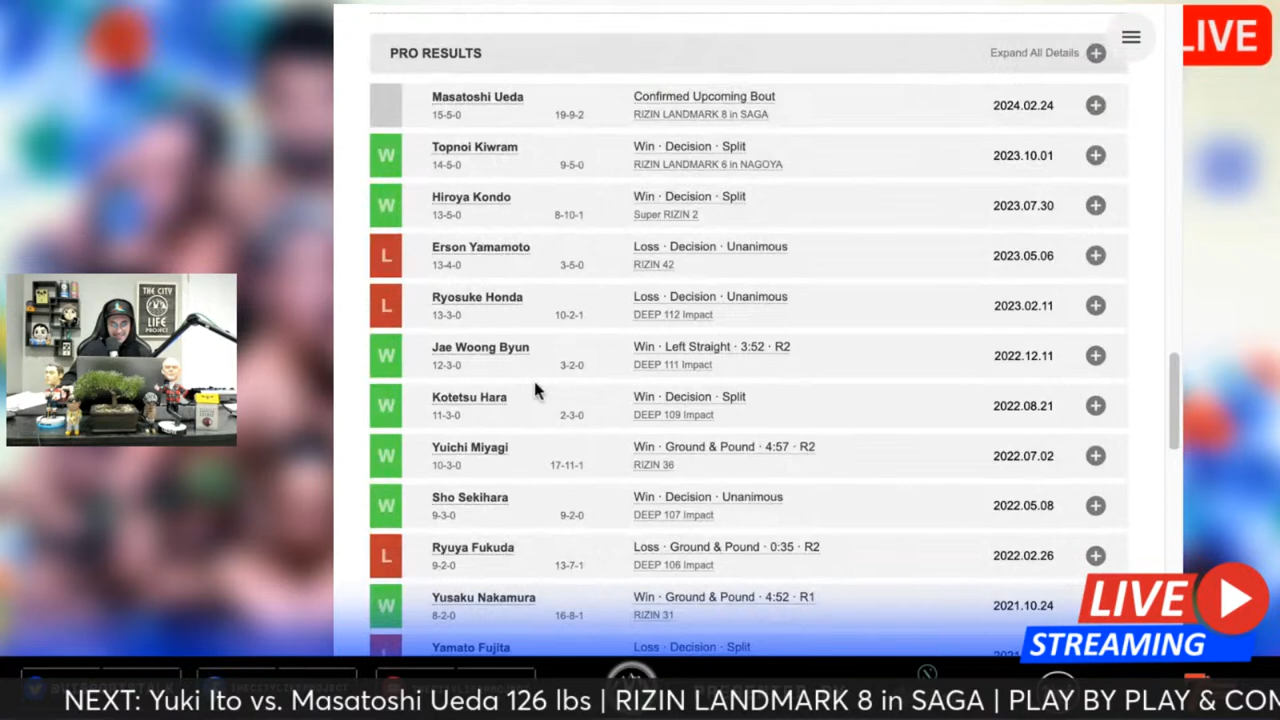 LIVE
PRO RESULTS
Expand All Details
Masatoshi Ueda
15-5-0
19-9-2
Confirmed Upcoming Bout
RIZIN LANDMARK 8 in SAGA
2024.02.24
W
Topnoi Kiwram
14-5-0
9-5-0
Win · Decision · Split
RIZIN LANDMARK 6 in NAGOYA
2023.10.01
W
Hiroya Kondo
13-5-0
8-10-1
Win · Decision · Split
Super RIZIN 2
2023.07.30
L
Erson Yamamoto
13-4-0
3-5-0
Loss · Decision · Unanimous
RIZIN 42
2023.05.06
L
Ryosuke Honda
13-3-0
10-2-1
Loss · Decision · Unanimous
DEEP 112 Impact
2023.02.11
W
Jae Woong Byun
12-3-0
3-2-0
Win · Left Straight · 3:52 · R2
DEEP 111 Impact
2022.12.11
W
Kotetsu Hara
11-3-0
2-3-0
Win · Decision · Split
DEEP 109 Impact
2022.08.21
W
Yuichi Miyagi
10-3-0
17-11-1
Win · Ground & Pound · 4:57 · R2
RIZIN 36
2022.07.02
W
Sho Sekihara
9-3-0
9-2-0
Win · Decision · Unanimous
DEEP 107 Impact
2022.05.08
L
Ryuya Fukuda
9-2-0
13-7-1
Loss · Ground & Pound · 0:35 · R2
DEEP 106 Impact
2022.02.26
W
Yusaku Nakamura
8-2-0
16-8-1
Win · Ground & Pound · 4:52 · R1
RIZIN 31
2021.10.24
Yamato Fujita
Loss · Decision · Split
THE CITY
LIFE
PROJECT
LIVE
STREAMING
NEXT: Yuki Ito vs. Masatoshi Ueda 126 lbs | RIZIN LANDMARK 8 in SAGA | PLAY BY PLAY & CON